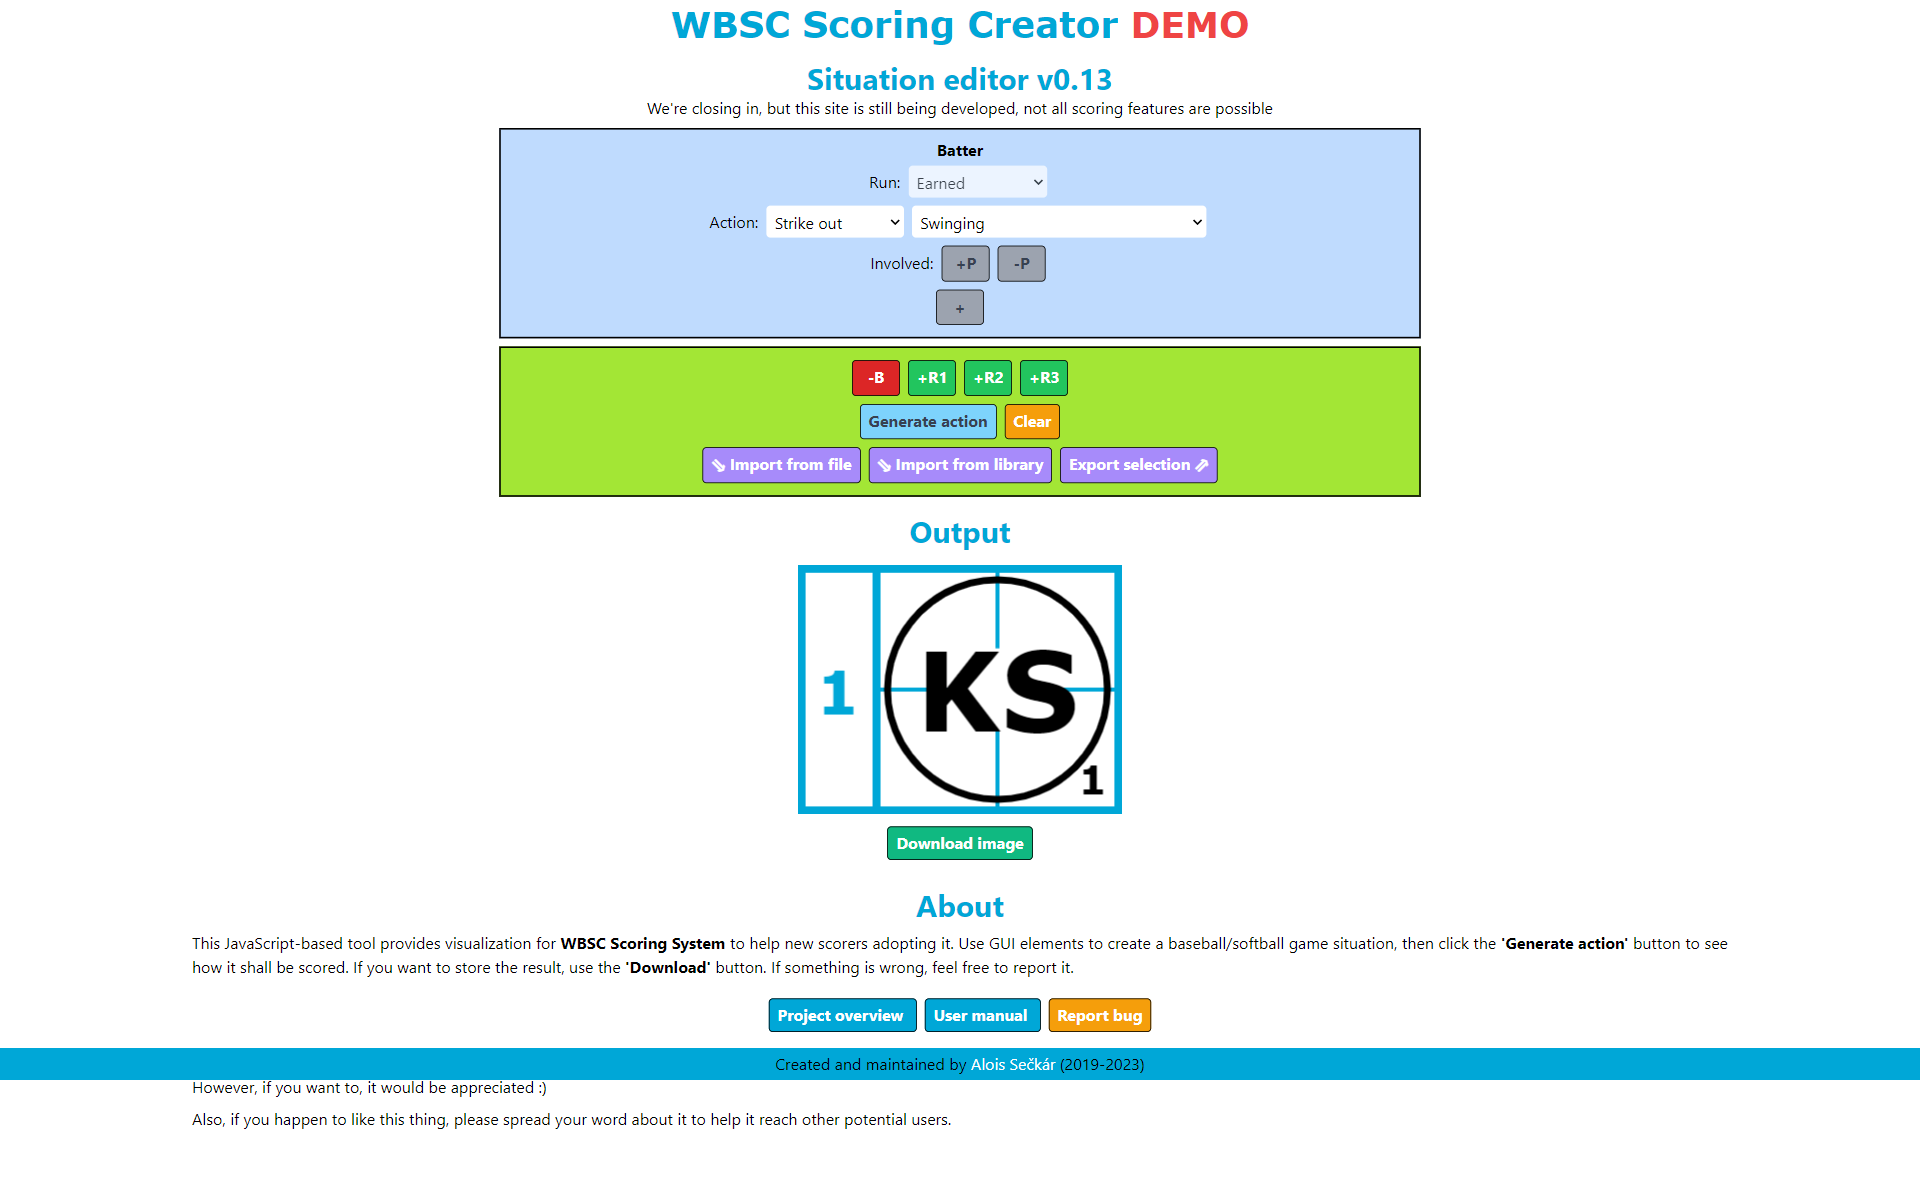 WBSC Scoring Creator DEMO
Situation editor v0.13
We're closing in, but this site is still being developed, not all scoring features are possible
Batter
Run: Earned
Action: Strike out Swinging
Involved: +P -P
+
-B +R1 +R2 +R3
Generate action Clear
⇘ Import from file ⇘ Import from library Export selection ⇗
Output
1 KS 1
Download image
About
This JavaScript-based tool provides visualization for WBSC Scoring System to help new scorers adopting it. Use GUI elements to create a baseball/softball game situation, then click the 'Generate action' button to see
how it shall be scored. If you want to store the result, use the 'Download' button. If something is wrong, feel free to report it.
Project overview User manual Report bug
Created and maintained by Alois Sečkár (2019-2023)
However, if you want to, it would be appreciated :)
Also, if you happen to like this thing, please spread your word about it to help it reach other potential users.